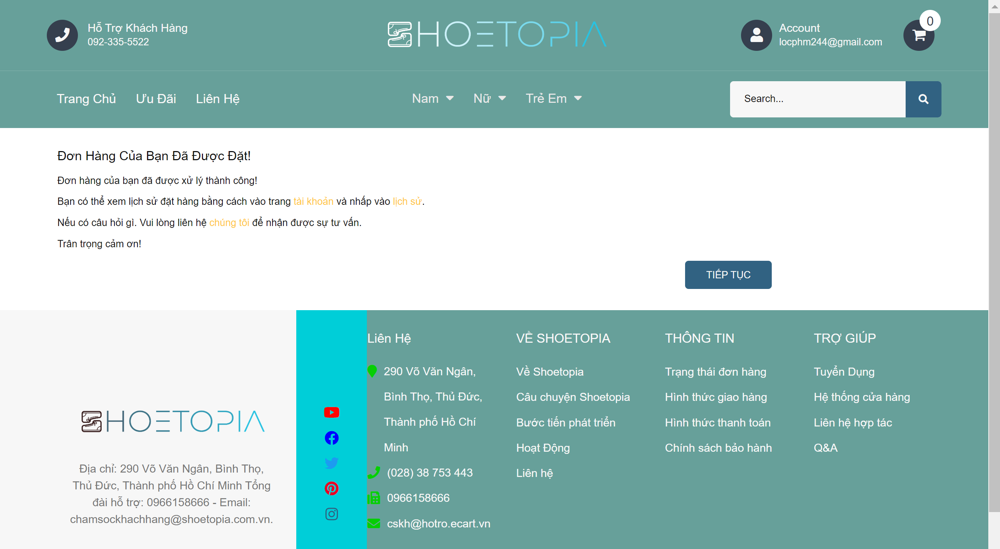 Hỗ Trợ Khách Hàng
092-335-5522
SHOETOPIA
Account
locphm244@gmail.com
0
Trang Chủ
Ưu Đãi
Liên Hệ
Nam
Nữ
Trẻ Em
Search...
Đơn Hàng Của Bạn Đã Được Đặt!
Đơn hàng của bạn đã được xử lý thành công!
Bạn có thể xem lịch sử đặt hàng bằng cách vào trang tài khoản và nhấp vào lịch sử.
Nếu có câu hỏi gì. Vui lòng liên hệ chúng tôi để nhận được sự tư vấn.
Trân trọng cảm ơn!
TIẾP TỤC
SHOETOPIA
Địa chỉ: 290 Võ Văn Ngân, Bình Thọ,
Thủ Đức, Thành phố Hồ Chí Minh Tổng
đài hỗ trợ: 0966158666 - Email:
chamsockhachhang@shoetopia.com.vn.
Liên Hệ
290 Võ Văn Ngân,
Bình Thọ, Thủ Đức,
Thành phố Hồ Chí
Minh
(028) 38 753 443
0966158666
cskh@hotro.ecart.vn
VỀ SHOETOPIA
Về Shoetopia
Câu chuyện Shoetopia
Bước tiến phát triển
Hoạt Động
Liên hệ
THÔNG TIN
Trạng thái đơn hàng
Hình thức giao hàng
Hình thức thanh toán
Chính sách bảo hành
TRỢ GIÚP
Tuyển Dụng
Hệ thống cửa hàng
Liên hệ hợp tác
Q&A